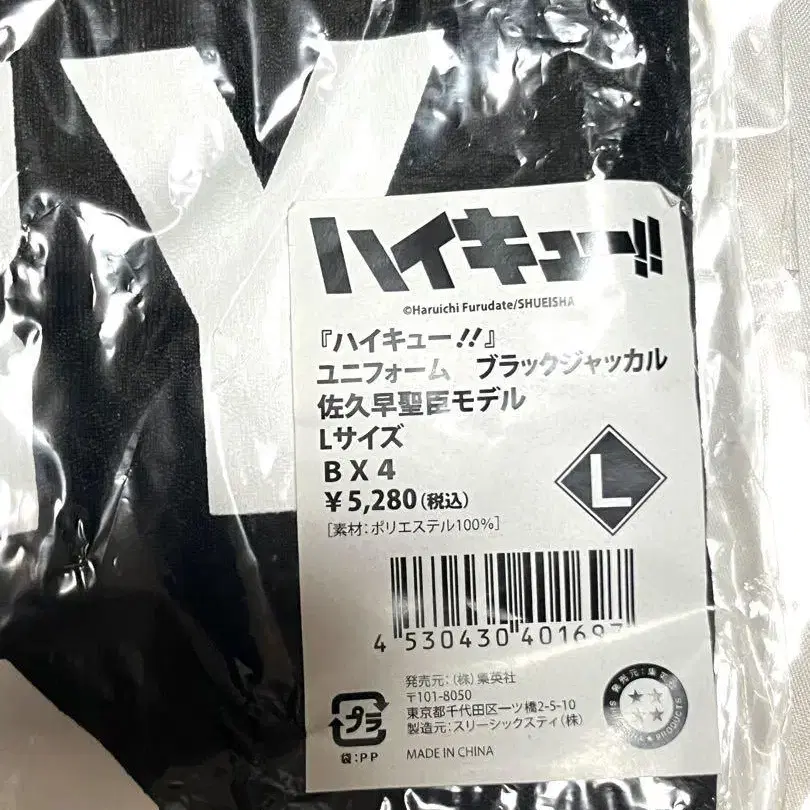 Y
ハイキュー!!
©Haruichi Furudate/SHUEISHA
『ハイキュー!!』
ユニフォーム　ブラックジャッカル
佐久早聖臣モデル
Lサイズ
B X 4
￥5,280(税込)
[素材:ポリエステル100%]
L
4 530430 401697
発売元:(株)集英社
〒101-8050
東京都千代田区一ツ橋2-5-10
製造元:スリーシックスティ(株)
MADE IN CHINA
プラ
袋:PP